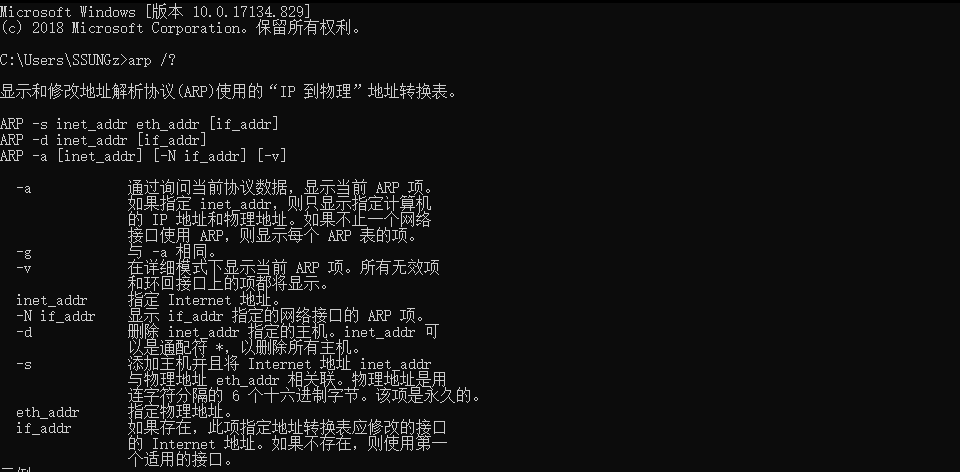 Microsoft Windows [版本 10.0.17134.829]
(c) 2018 Microsoft Corporation。保留所有权利。
C:\Users\SSUNGz>arp /?
显示和修改地址解析协议(ARP)使用的“IP 到物理”地址转换表。
ARP -s inet_addr eth_addr [if_addr]
ARP -d inet_addr [if_addr]
ARP -a [inet_addr] [-N if_addr] [-v]
-a 通过询问当前协议数据，显示当前 ARP 项。
如果指定 inet_addr，则只显示指定计算机
的 IP 地址和物理地址。如果不止一个网络
接口使用 ARP，则显示每个 ARP 表的项。
-g 与 -a 相同。
-v 在详细模式下显示当前 ARP 项。所有无效项
和环回接口上的项都将显示。
inet_addr 指定 Internet 地址。
-N if_addr 显示 if_addr 指定的网络接口的 ARP 项。
-d 删除 inet_addr 指定的主机。inet_addr 可
以是通配符 *，以删除所有主机。
-s 添加主机并且将 Internet 地址 inet_addr
与物理地址 eth_addr 相关联。物理地址是用
连字符分隔的 6 个十六进制字节。该项是永久的。
eth_addr 指定物理地址。
if_addr 如果存在，此项指定地址转换表应修改的接口
的 Internet 地址。如果不存在，则使用第一
个适用的接口。